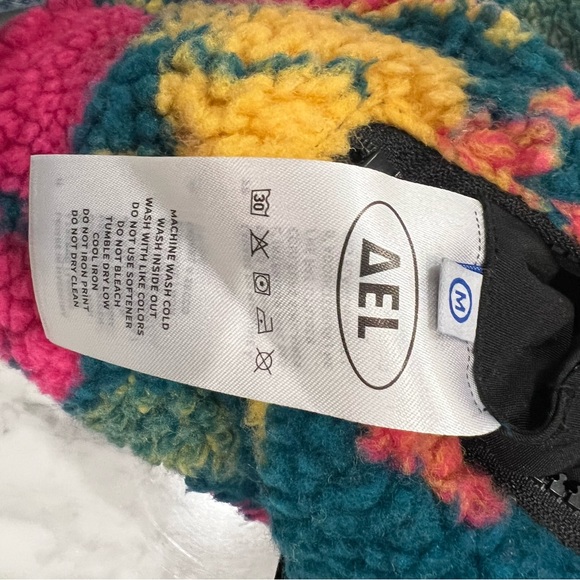 ΔEL
M
30
MACHINE WASH COLD
WASH INSIDE OUT
WASH WITH LIKE COLORS
DO NOT USE SOFTENER
DO NOT BLEACH
TUMBLE DRY LOW
COOL IRON
DO NOT IRON PRINT
DO NOT DRY CLEAN